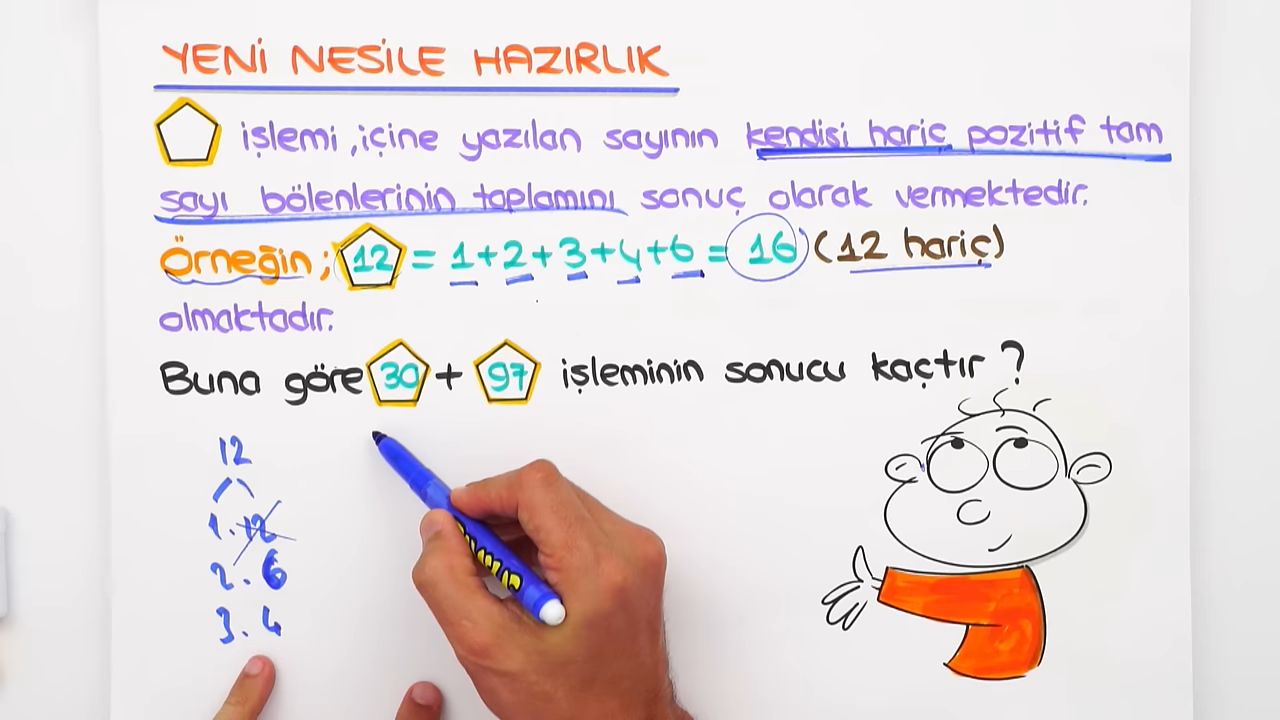 YENİ NESİLE HAZIRLIK
işlemi, içine yazılan sayının kendisi hariç pozitif tam
sayı bölenlerinin toplamını sonuç olarak vermektedir.
Örneğin; 12 = 1+2+3+4+6 = 16 (12 hariç)
olmaktadır.
Buna göre 30 + 97 işleminin sonucu kaçtır ?
12
1.12
2.6
3.4